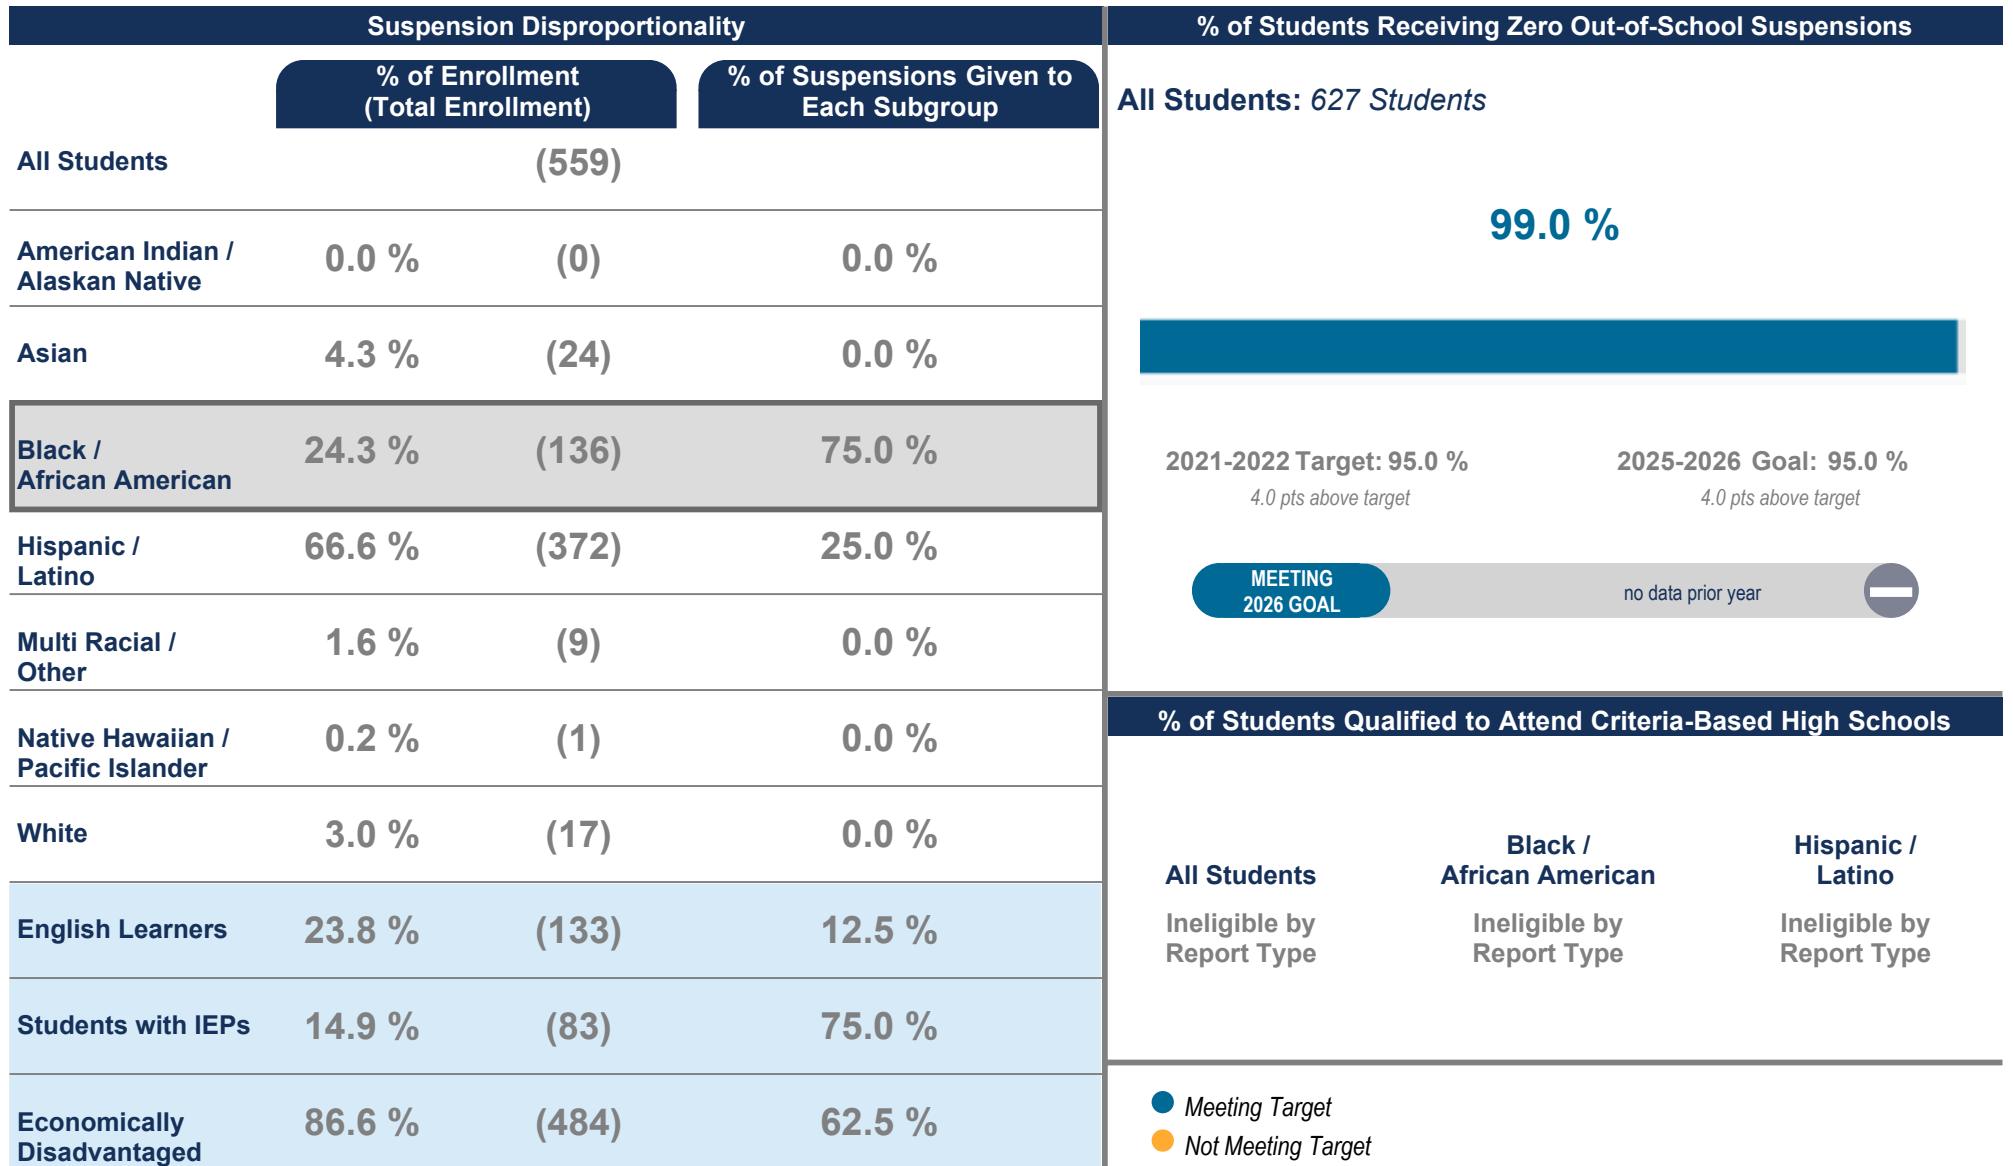 Suspension Disproportionality
% of Enrollment
(Total Enrollment)
% of Suspensions Given to
Each Subgroup
All Students (559)
American Indian /
Alaskan Native
0.0 % (0) 0.0 %
Asian 4.3 % (24) 0.0 %
Black /
African American
24.3 % (136) 75.0 %
Hispanic /
Latino
66.6 % (372) 25.0 %
Multi Racial /
Other
1.6 % (9) 0.0 %
Native Hawaiian /
Pacific Islander
0.2 % (1) 0.0 %
White 3.0 % (17) 0.0 %
English Learners 23.8 % (133) 12.5 %
Students with IEPs 14.9 % (83) 75.0 %
Economically
Disadvantaged
86.6 % (484) 62.5 %
% of Students Receiving Zero Out-of-School Suspensions
All Students: 627 Students
99.0 %
2021-2022 Target: 95.0 %
4.0 pts above target
2025-2026 Goal: 95.0 %
4.0 pts above target
MEETING
2026 GOAL
no data prior year
% of Students Qualified to Attend Criteria-Based High Schools
All Students
Ineligible by
Report Type
Black /
African American
Ineligible by
Report Type
Hispanic /
Latino
Ineligible by
Report Type
Meeting Target
Not Meeting Target